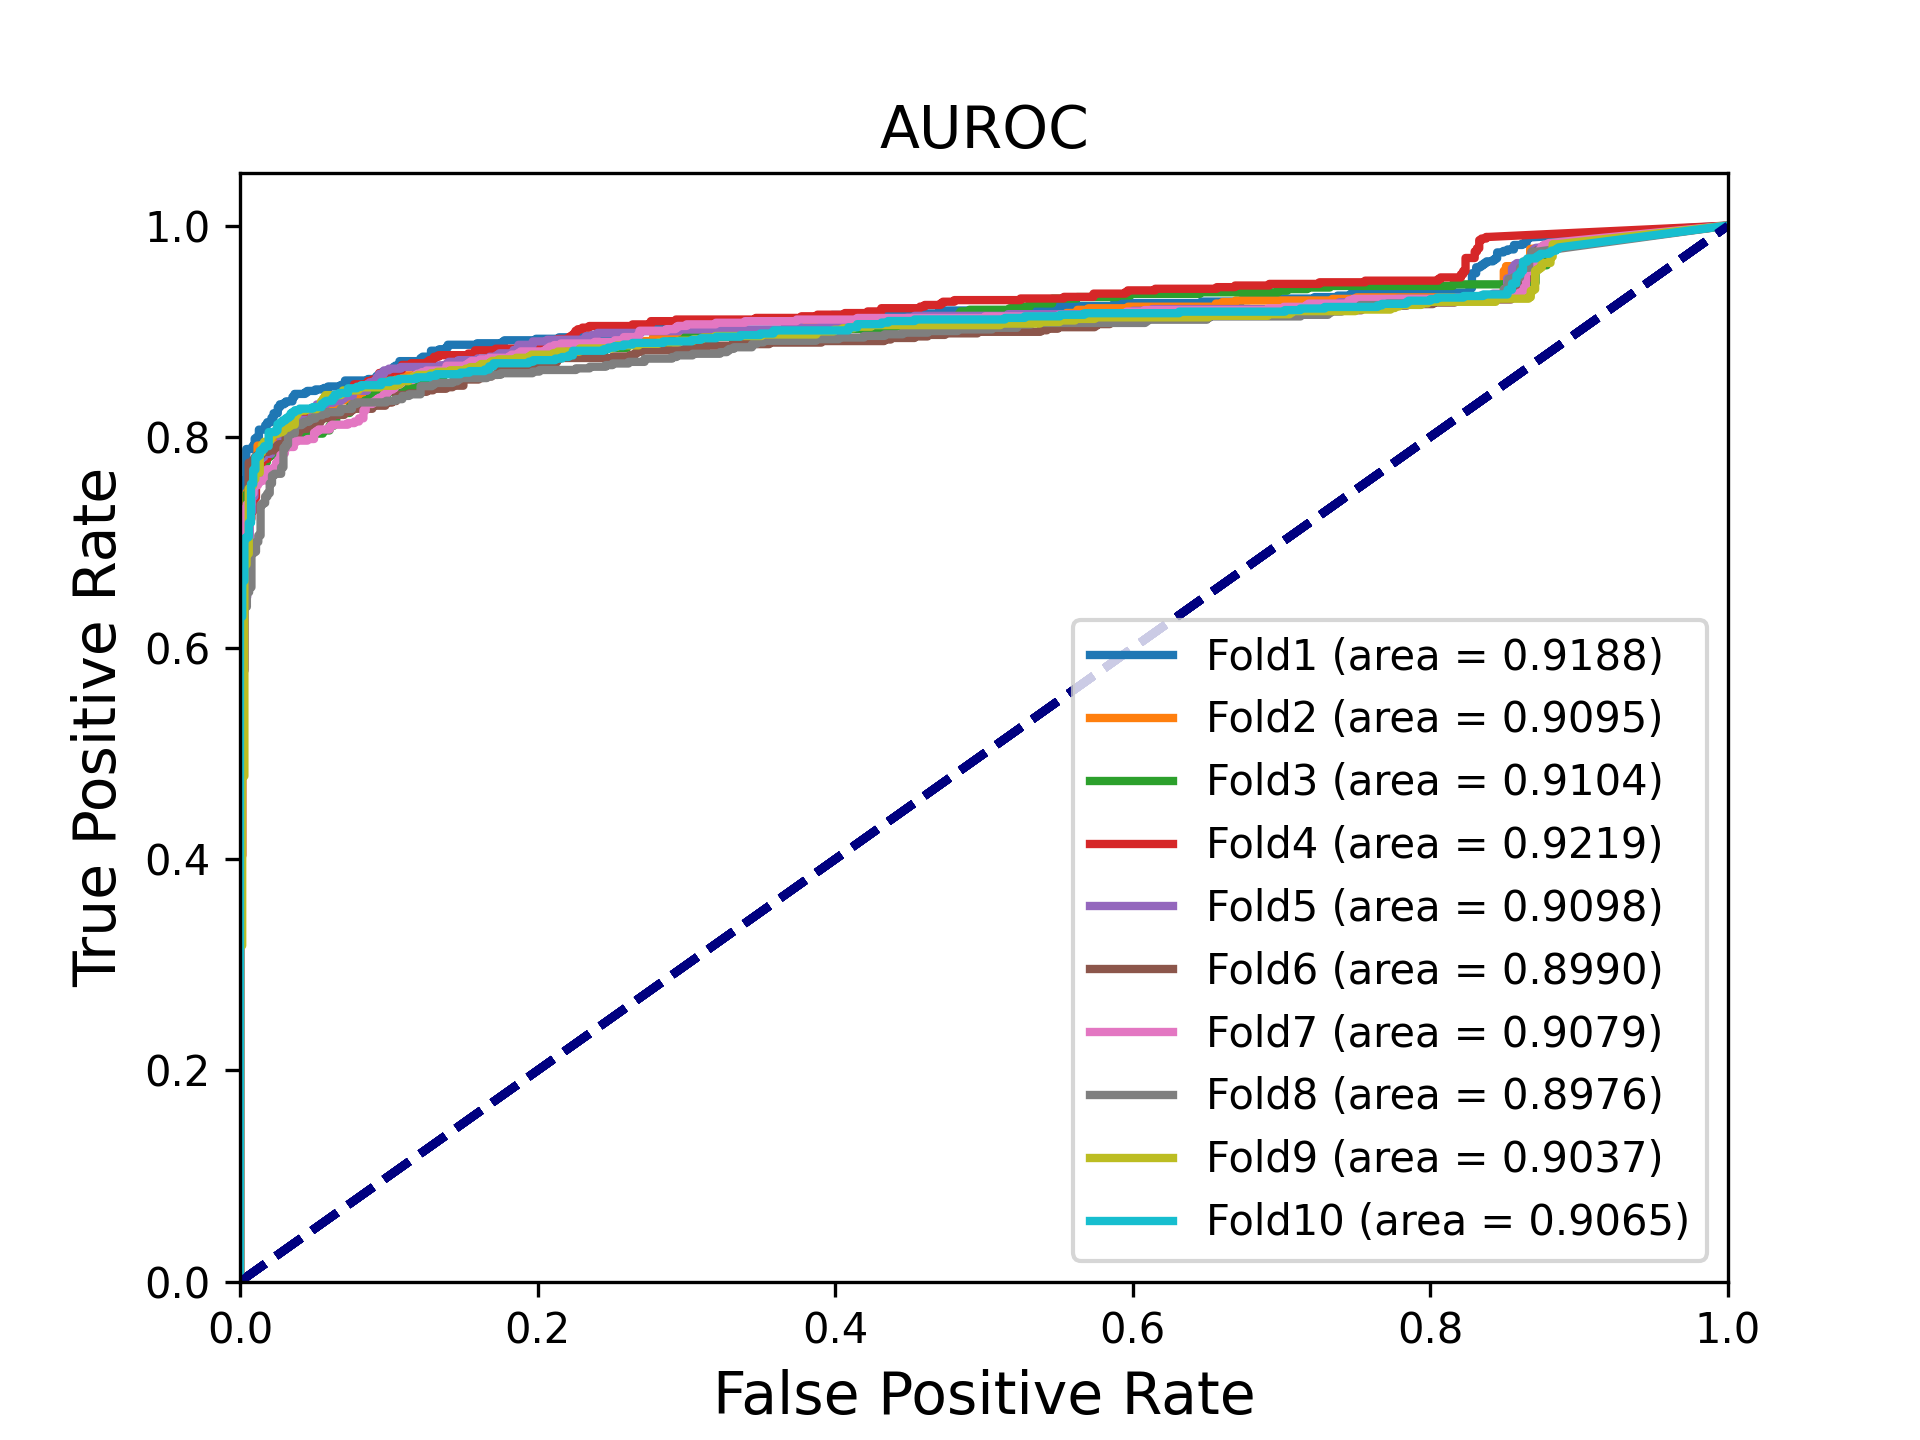 AUROC
True Positive Rate
1.0
0.8
0.6
0.4
0.2
0.0
Fold1 (area = 0.9188)
Fold2 (area = 0.9095)
Fold3 (area = 0.9104)
Fold4 (area = 0.9219)
Fold5 (area = 0.9098)
Fold6 (area = 0.8990)
Fold7 (area = 0.9079)
Fold8 (area = 0.8976)
Fold9 (area = 0.9037)
Fold10 (area = 0.9065)
0.0 0.2 0.4 0.6 0.8 1.0
False Positive Rate